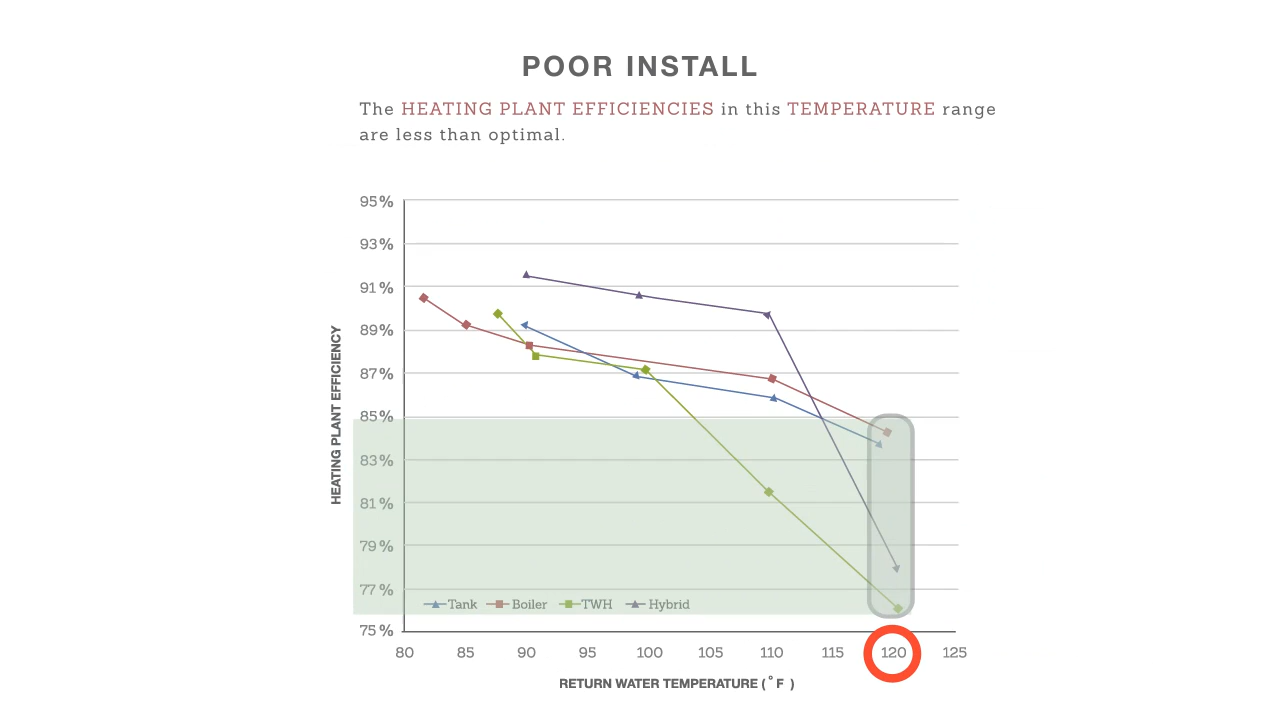 POOR INSTALL
The HEATING PLANT EFFICIENCIES in this TEMPERATURE range
are less than optimal.
95%
93%
91%
89%
87%
85%
83%
81%
79%
77%
75%
HEATING PLANT EFFICIENCY
Tank Boiler TWH Hybrid
80 85 90 95 100 105 110 115 120 125
RETURN WATER TEMPERATURE (°F )